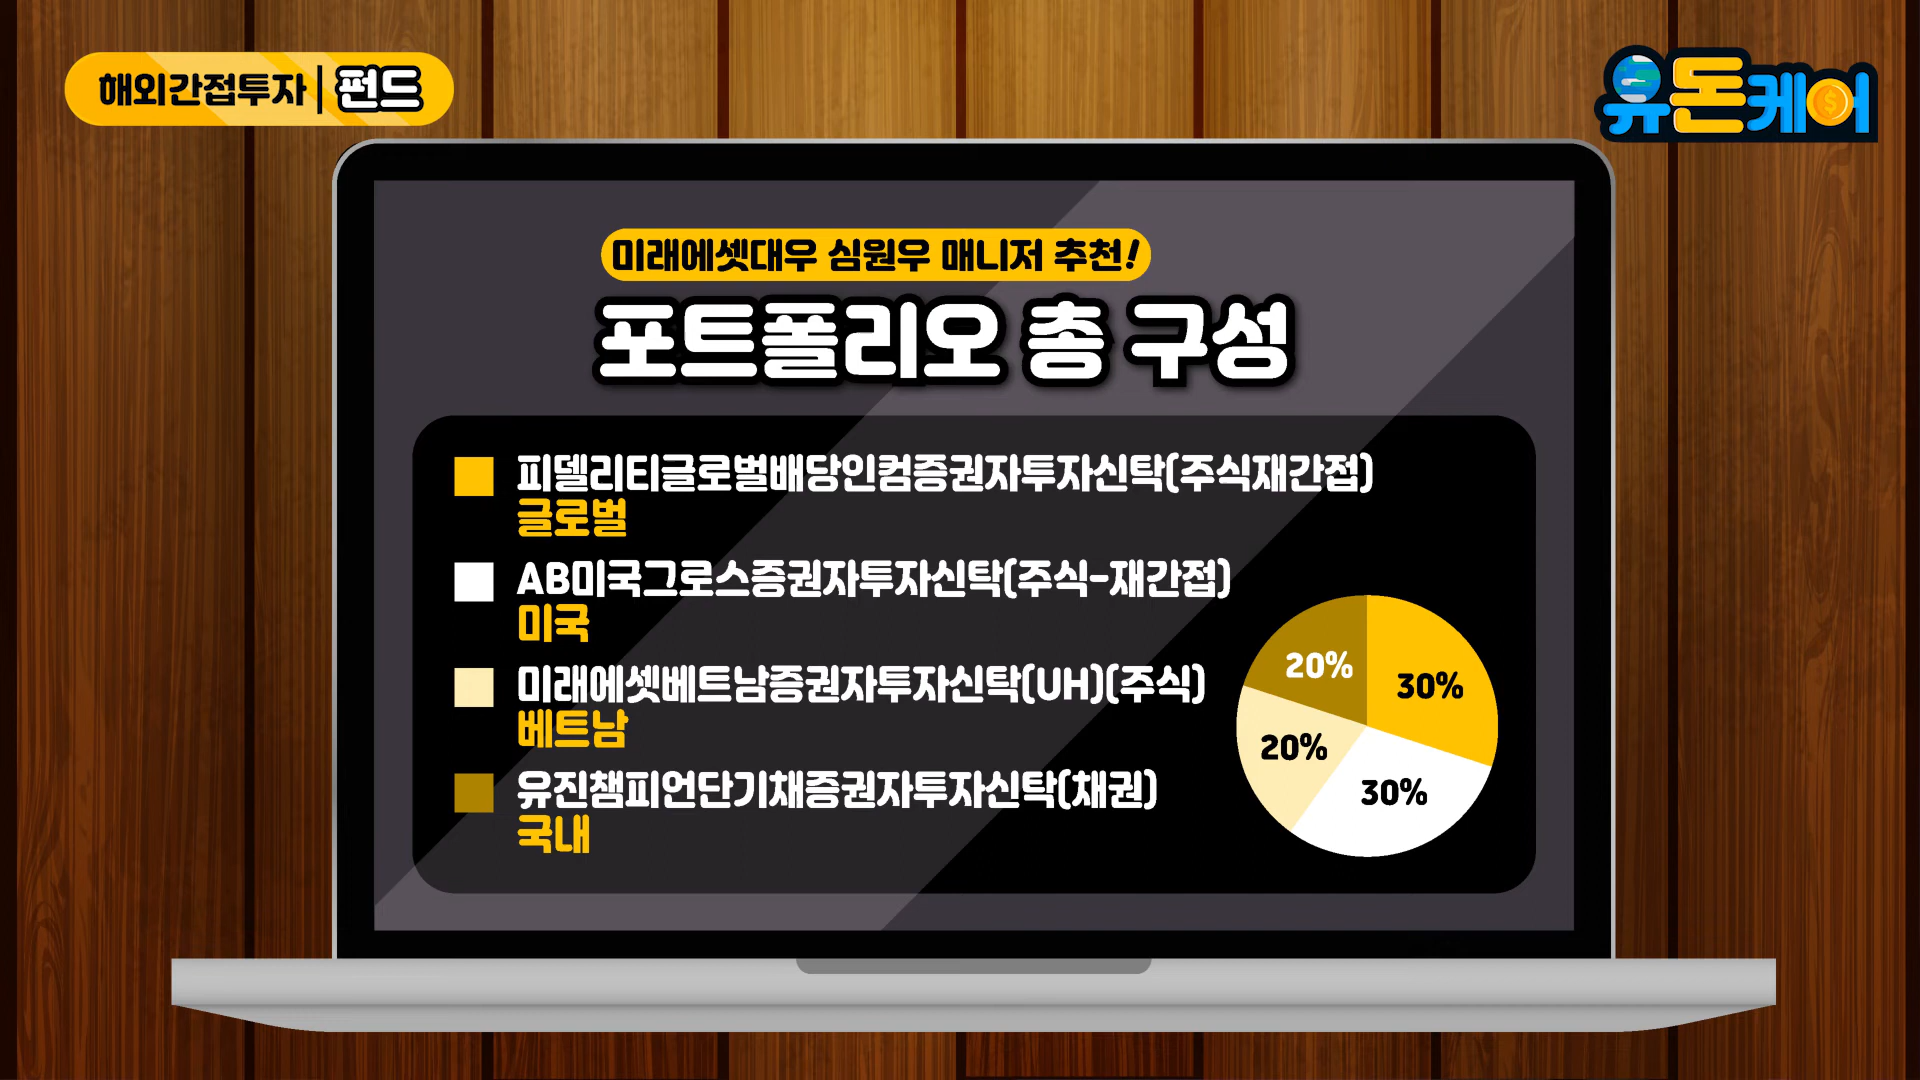 해외간접투자|펀드
유돈케어
미래에셋대우 심원우 매니저 추천!
포트폴리오 총 구성
피델리티글로벌배당인컴증권자투자신탁(주식재간접)
글로벌
AB미국그로스증권자투자신탁(주식-재간접)
미국
미래에셋베트남증권자투자신탁(UH)(주식)
베트남
유진챔피언단기채증권자투자신탁(채권)
국내
20%
30%
20%
30%